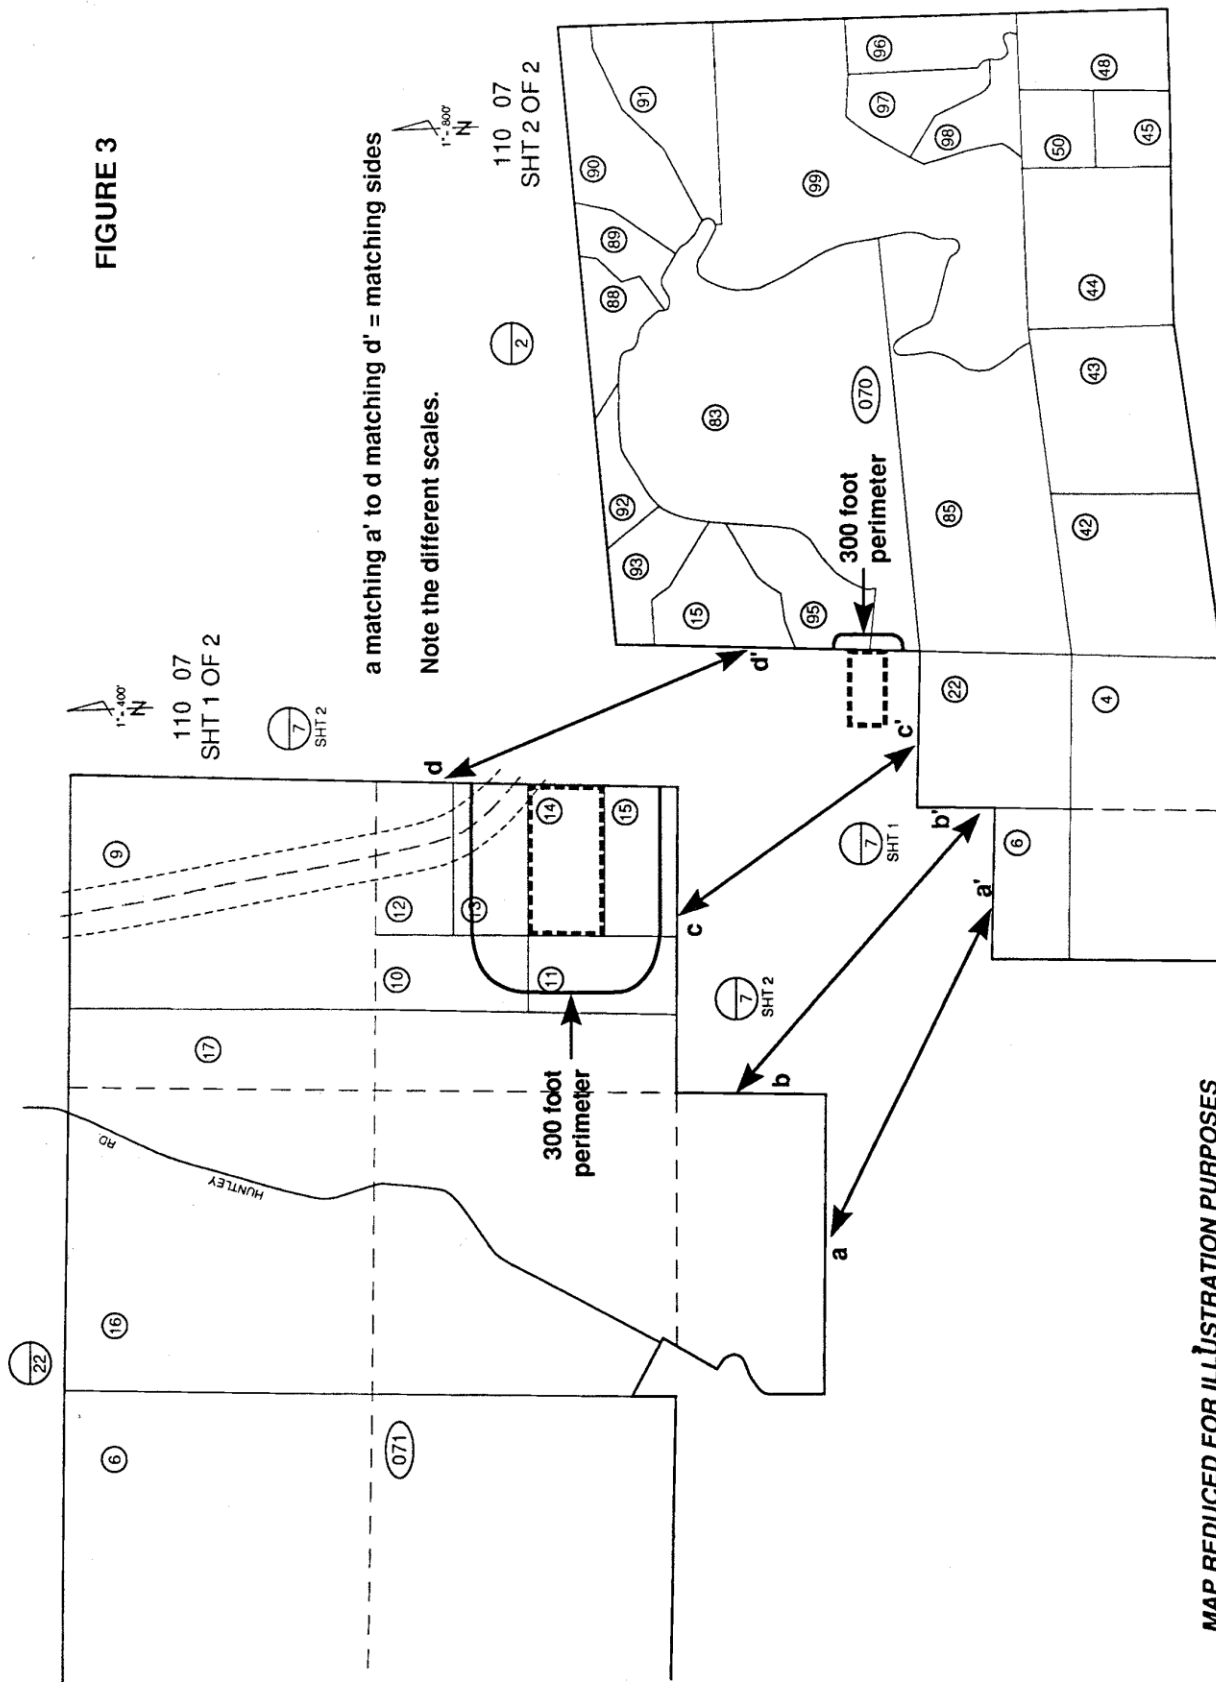 FIGURE 3
a matching a' to d matching d' = matching sides
Note the different scales.
1"=400'
N
110 07
SHT 1 OF 2
7
SHT 2
22
9
12
13
14
15
10
11
17
16
6
071
HUNTLEY
RD
300 foot
perimeter
a
b
c
d
7
SHT 2
7
SHT 1
1"=800'
N
110 07
SHT 2 OF 2
2
91
90
89
88
92
93
15
95
83
99
96
97
98
070
85
300 foot
perimeter
48
50
45
44
43
42
22
4
6
a'
b'
c'
d'
MAP REDUCED FOR ILLUSTRATION PURPOSES